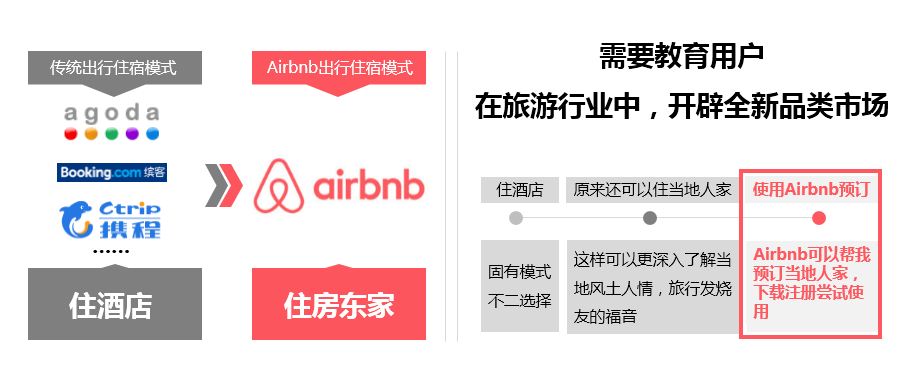 传统出行住宿模式
agoda
Booking.com 缤客
Ctrip
携程
······
住酒店
Airbnb出行住宿模式
airbnb
住房东家
需要教育用户
在旅游行业中，开辟全新品类市场
住酒店
原来还可以住当地人家
使用Airbnb预订
固有模式
不二选择
这样可以更深入了解当
地风土人情，旅行发烧
友的福音
Airbnb可以帮我
预订当地人家，
下载注册尝试使
用